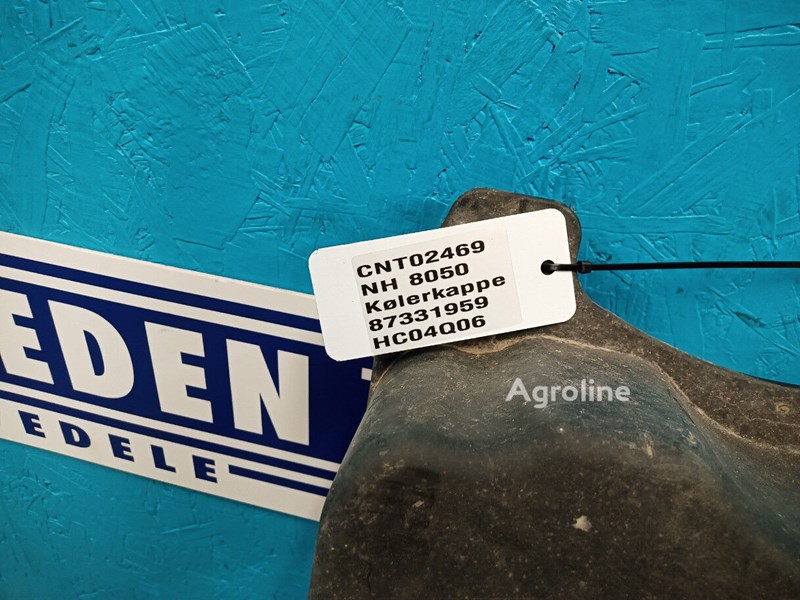 CNT02469
NH 8050
Kølerkappe
87331959
HC04Q06
EDEN
EDELE
Agroline